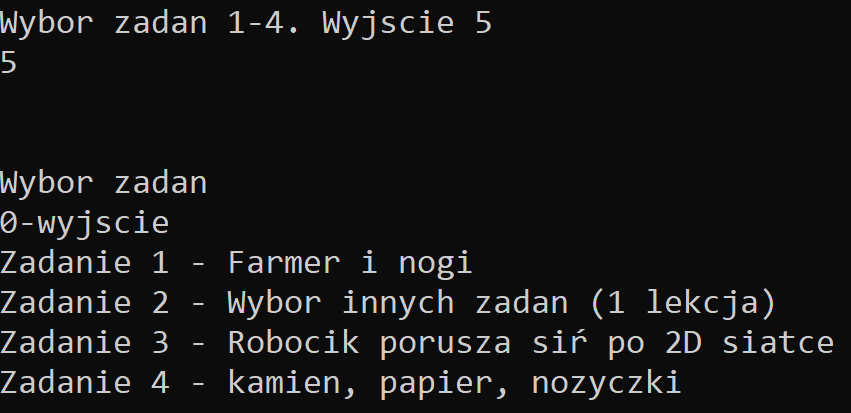 Wybor zadan 1-4. Wyjscie 5
5
Wybor zadan
0-wyjscie
Zadanie 1 - Farmer i nogi
Zadanie 2 - Wybor innych zadan (1 lekcja)
Zadanie 3 - Robocik porusza siŕ po 2D siatce
Zadanie 4 - kamien, papier, nozyczki